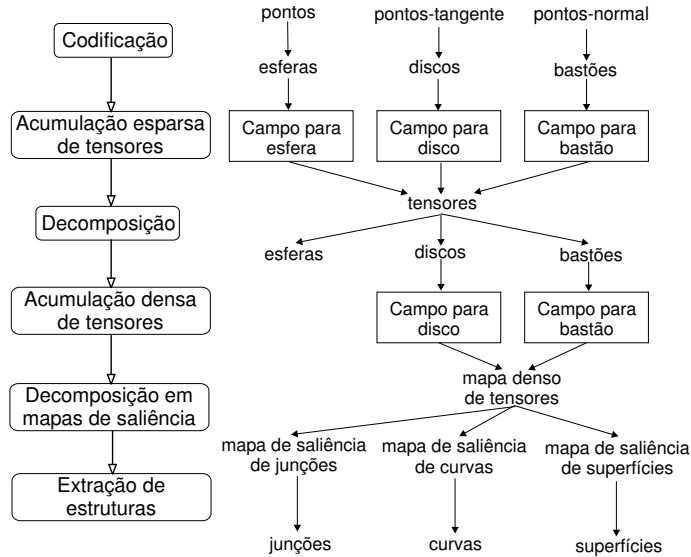 Codificação
Acumulação esparsa
de tensores
Decomposição
Acumulação densa
de tensores
Decomposição em
mapas de saliência
Extração de
estruturas
pontos
pontos-tangente
pontos-normal
esferas
discos
bastões
Campo para
esfera
Campo para
disco
Campo para
bastão
tensores
esferas
discos
bastões
Campo para
disco
Campo para
bastão
mapa denso
de tensores
mapa de saliência
de junções
mapa de saliência
de curvas
mapa de saliência
de superfícies
junções
curvas
superfícies